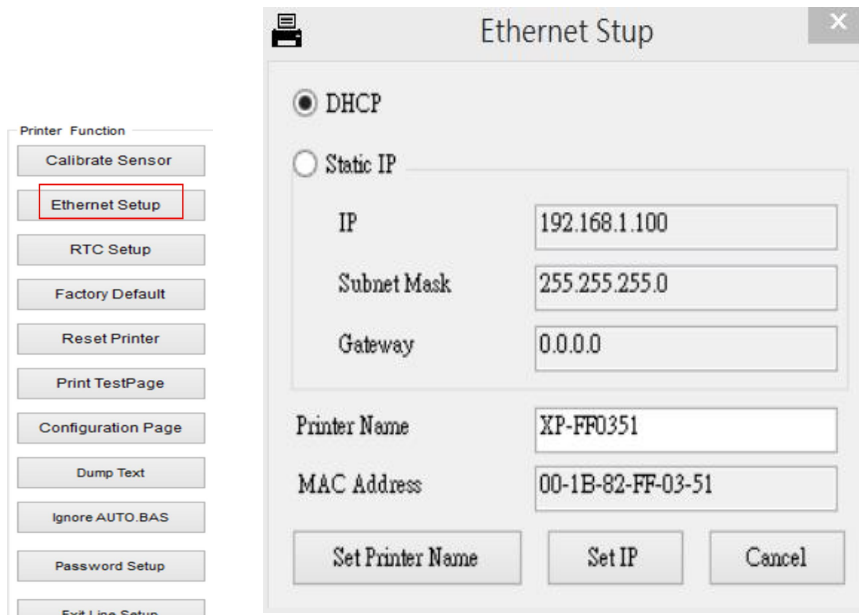 Printer Function
Calibrate Sensor
Ethernet Setup
RTC Setup
Factory Default
Reset Printer
Print TestPage
Configuration Page
Dump Text
Ignore AUTO.BAS
Password Setup
Exit Line Setup
Ethernet Stup
DHCP
Static IP
IP 192.168.1.100
Subnet Mask 255.255.255.0
Gateway 0.0.0.0
Printer Name XP-FF0351
MAC Address 00-1B-82-FF-03-51
Set Printer Name Set IP Cancel